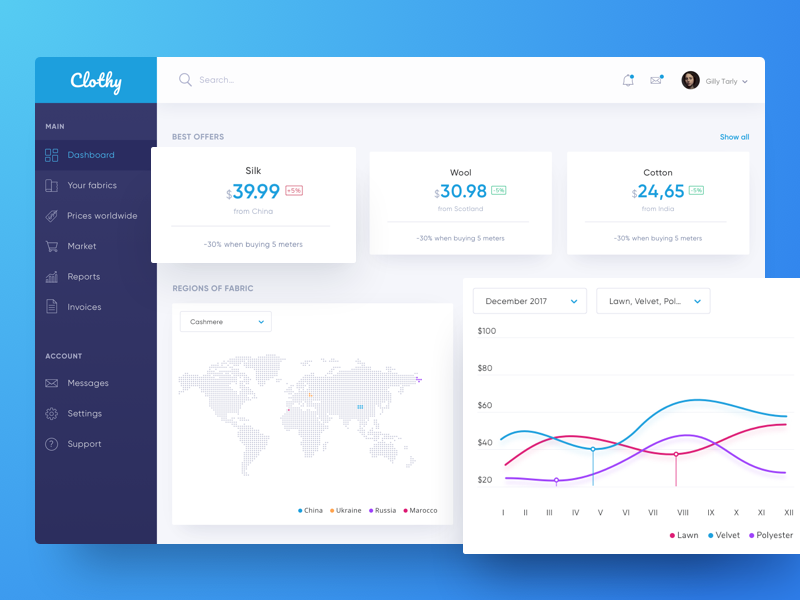 Clothy
Search...
Gilly Tarly
MAIN
Dashboard
Your fabrics
Prices worldwide
Market
Reports
Invoices
ACCOUNT
Messages
Settings
Support
BEST OFFERS
Show all
Silk
$39.99 +5%
from China
-30% when buying 5 meters
Wool
$30.98 -5%
from Scotland
-30% when buying 5 meters
Cotton
$24,65 -5%
from India
-30% when buying 5 meters
REGIONS OF FABRIC
Cashmere
China Ukraine Russia Marocco
December 2017
Lawn, Velvet, Pol...
$100
$80
$60
$40
$20
I II III IV V VI VII VIII IX X XI XII
Lawn Velvet Polyester